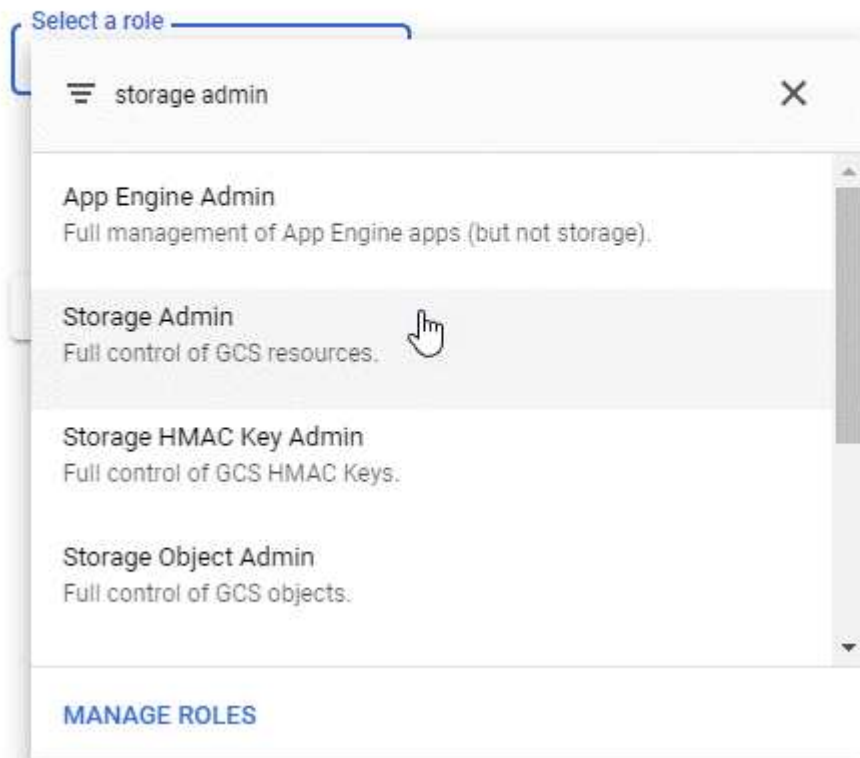 Select a role
storage admin
App Engine Admin
Full management of App Engine apps (but not storage).
Storage Admin
Full control of GCS resources.
Storage HMAC Key Admin
Full control of GCS HMAC Keys.
Storage Object Admin
Full control of GCS objects.
MANAGE ROLES